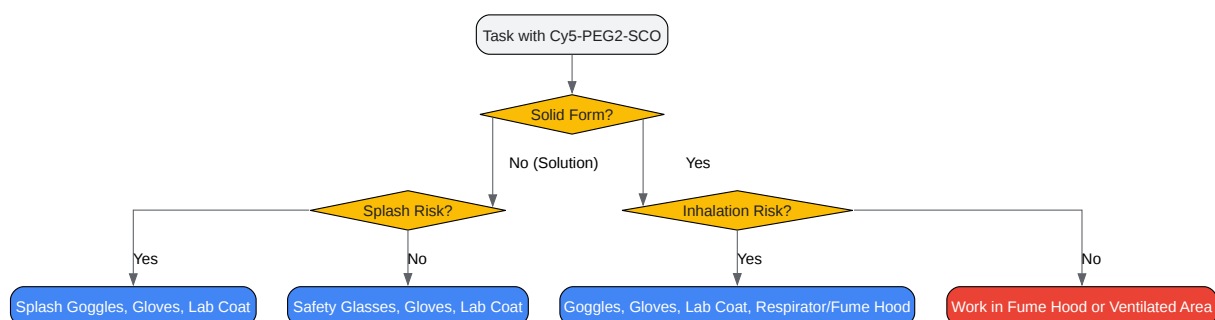 Task with Cy5-PEG2-SCO
Solid Form?
No (Solution)
Yes
Splash Risk?
Inhalation Risk?
Yes
No
Yes
No
Splash Goggles, Gloves, Lab Coat
Safety Glasses, Gloves, Lab Coat
Goggles, Gloves, Lab Coat, Respirator/Fume Hood
Work in Fume Hood or Ventilated Area